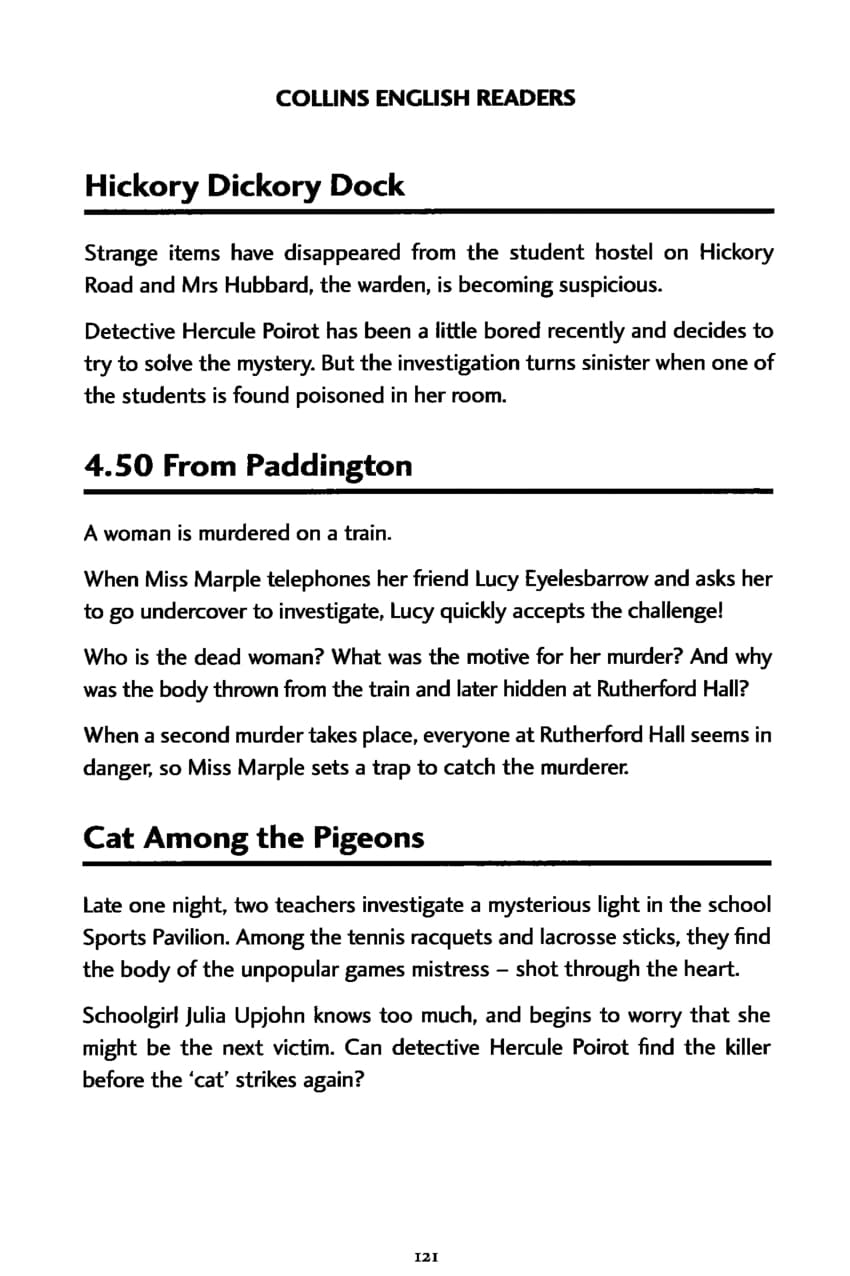 COLLINS ENGLISH READERS
Hickory Dickory Dock
Strange items have disappeared from the student hostel on Hickory
Road and Mrs Hubbard, the warden, is becoming suspicious.
Detective Hercule Poirot has been a little bored recently and decides to
try to solve the mystery. But the investigation turns sinister when one of
the students is found poisoned in her room.
4.50 From Paddington
A woman is murdered on a train.
When Miss Marple telephones her friend Lucy Eyelesbarrow and asks her
to go undercover to investigate, Lucy quickly accepts the challenge!
Who is the dead woman? What was the motive for her murder? And why
was the body thrown from the train and later hidden at Rutherford Hall?
When a second murder takes place, everyone at Rutherford Hall seems in
danger, so Miss Marple sets a trap to catch the murderer.
Cat Among the Pigeons
Late one night, two teachers investigate a mysterious light in the school
Sports Pavilion. Among the tennis racquets and lacrosse sticks, they find
the body of the unpopular games mistress – shot through the heart.
Schoolgirl Julia Upjohn knows too much, and begins to worry that she
might be the next victim. Can detective Hercule Poirot find the killer
before the ‘cat’ strikes again?
121